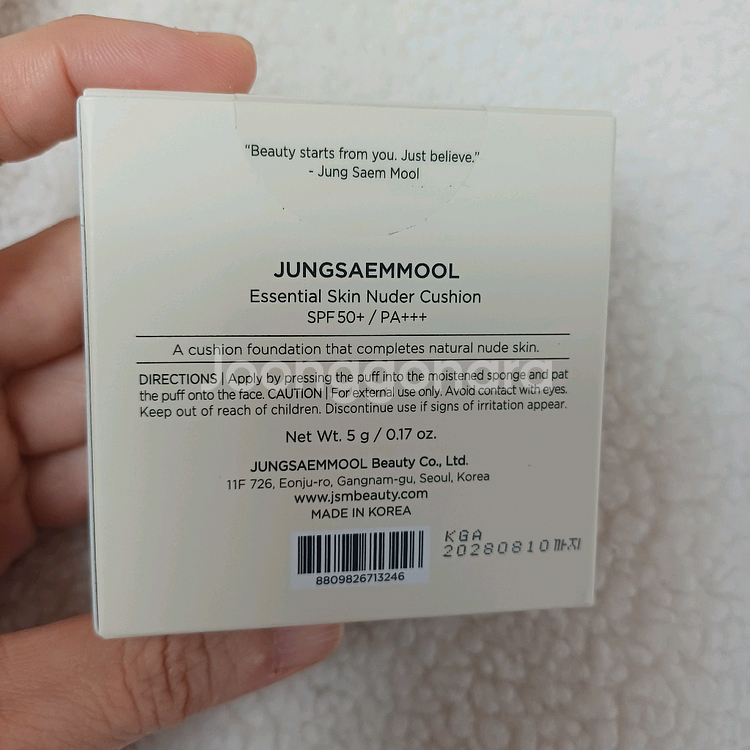 “Beauty starts from you. Just believe.”
- Jung Saem Mool
JUNGSAEMMOOL
Essential Skin Nuder Cushion
SPF50+ / PA+++
A cushion foundation that completes natural nude skin.
Joonggonara
DIRECTIONS | Apply by pressing the puff into the moistened sponge and pat
the puff onto the face. CAUTION | For external use only. Avoid contact with eyes.
Keep out of reach of children. Discontinue use if signs of irritation appear.
Net Wt. 5 g / 0.17 oz.
JUNGSAEMMOOL Beauty Co., Ltd.
11F 726, Eonju-ro, Gangnam-gu, Seoul, Korea
www.jsmbeauty.com
MADE IN KOREA
8809826713246
KGA
20280810까지